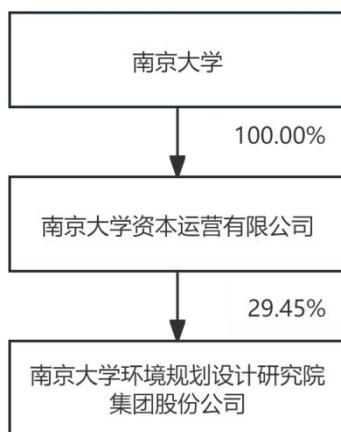 南京大学
100.00%
南京大学资本运营有限公司
29.45%
南京大学环境规划设计研究院
集团股份公司